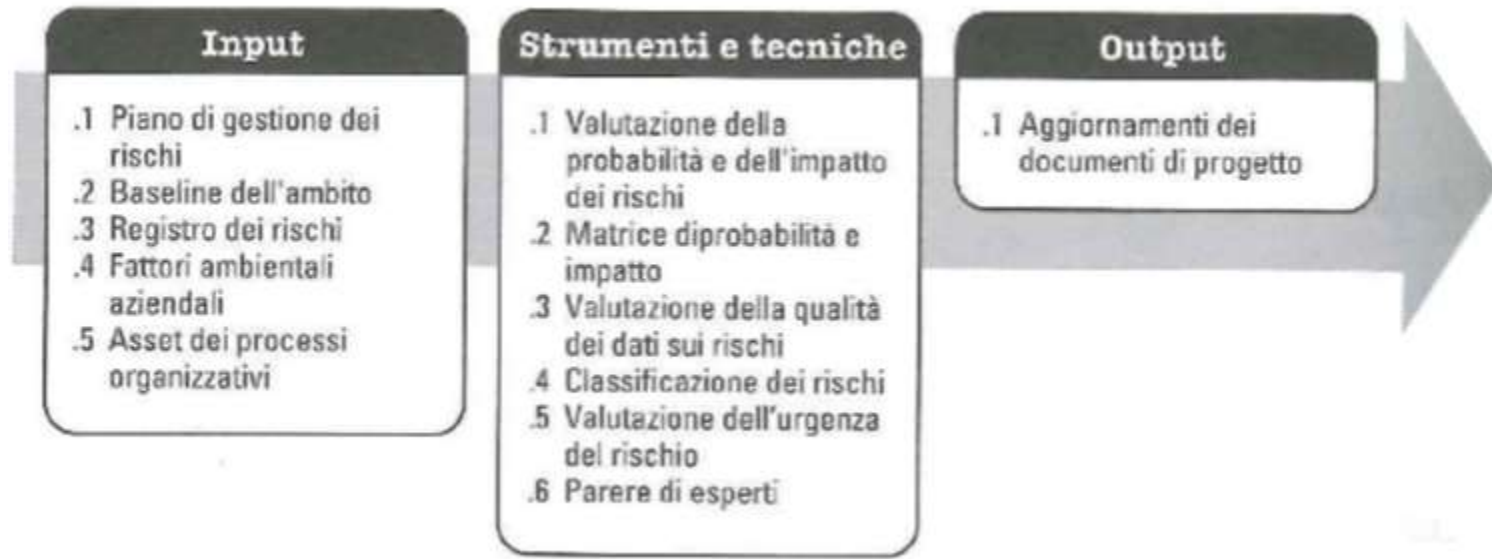 Input
.1 Piano di gestione dei
rischi
.2 Baseline dell'ambito
.3 Registro dei rischi
.4 Fattori ambientali
aziendali
.5 Asset dei processi
organizzativi
Strumenti e tecniche
.1 Valutazione della
probabilità e dell'impatto
dei rischi
.2 Matrice diprobabilità e
impatto
.3 Valutazione della qualità
dei dati sui rischi
.4 Classificazione dei rischi
.5 Valutazione dell'urgenza
del rischio
.6 Parere di esperti
Output
.1 Aggiornamenti dei
documenti di progetto